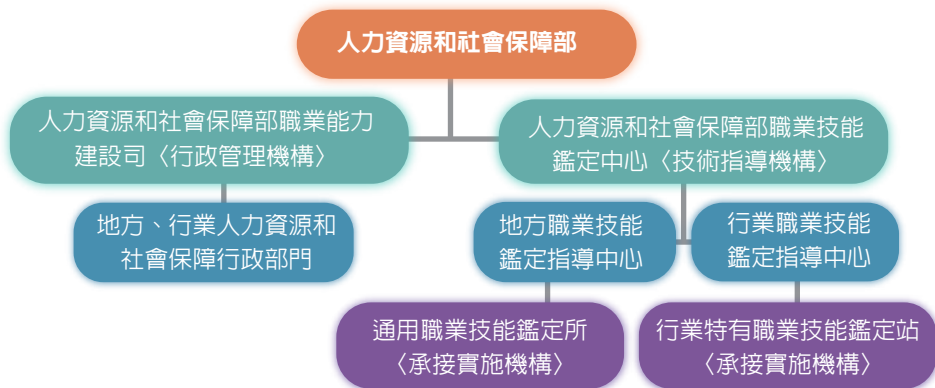 人力資源和社會保障部
人力資源和社會保障部職業能力
建設司〈行政管理機構〉
人力資源和社會保障部職業技能
鑑定中心〈技術指導機構〉
地方、行業人力資源和
社會保障行政部門
地方職業技能
鑑定指導中心
行業職業技能
鑑定指導中心
通用職業技能鑑定所
〈承接實施機構〉
行業特有職業技能鑑定站
〈承接實施機構〉